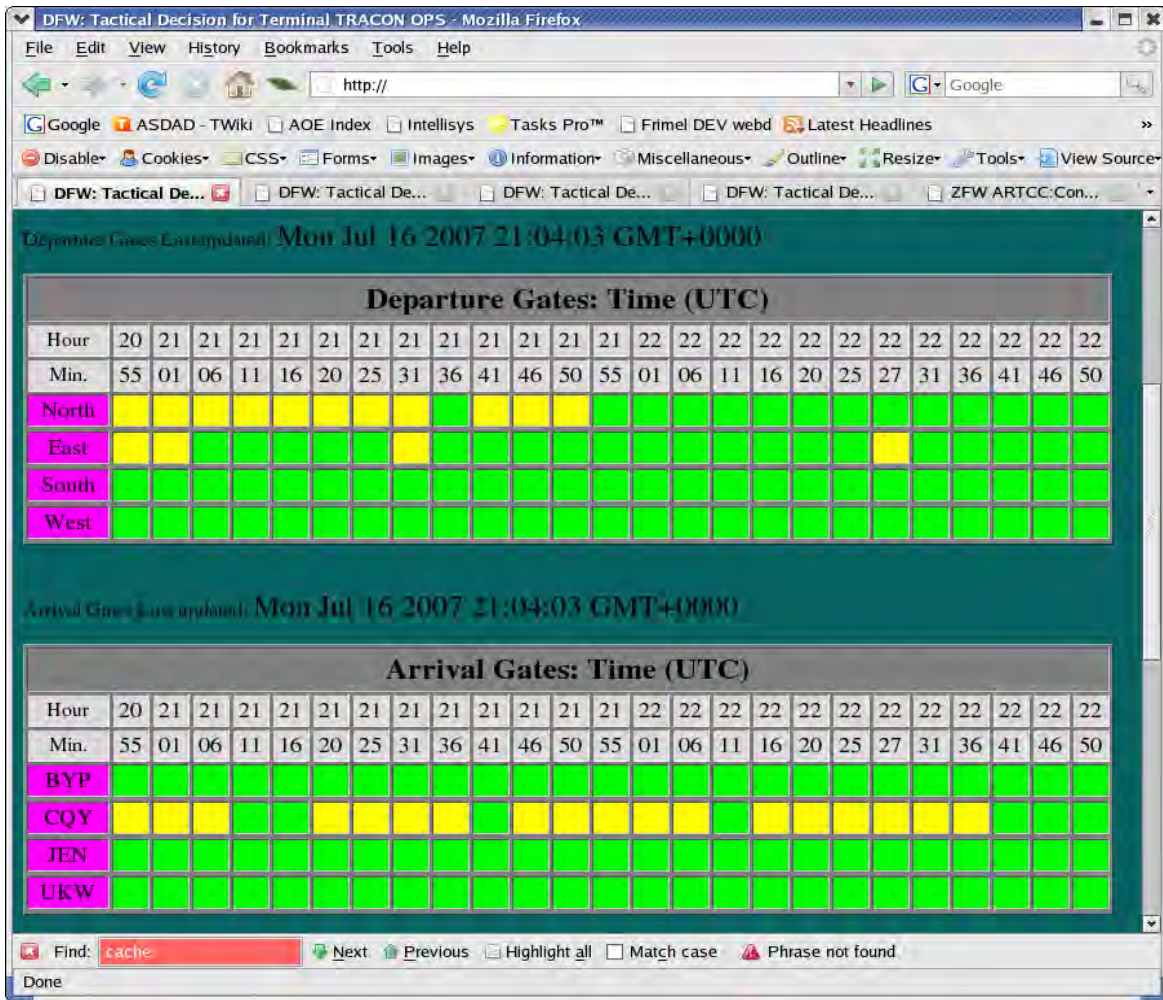 DFW: Tactical Decision for Terminal TRACON OPS - Mozilla Firefox
File Edit View History Bookmarks Tools Help
http:// G Google
G Google ASDAD - TWiki AOE Index Intellisys Tasks Pro™ Frimel DEV webd Latest Headlines »
Disable Cookies CSS Forms Images Information Miscellaneous Outline Resize Tools View Source
DFW: Tactical De... DFW: Tactical De... DFW: Tactical De... DFW: Tactical De... ZFW ARTCC:Con...
Departure Gates Last updated: Mon Jul 16 2007 21:04:03 GMT+0000
Departure Gates: Time (UTC)
Hour 20 21 21 21 21 21 21 21 21 21 21 21 21 22 22 22 22 22 22 22 22 22 22 22 22
Min. 55 01 06 11 16 20 25 31 36 41 46 50 55 01 06 11 16 20 25 27 31 36 41 46 50
North
East
South
West
Arrival Gates Last updated: Mon Jul 16 2007 21:04:03 GMT+0000
Arrival Gates: Time (UTC)
Hour 20 21 21 21 21 21 21 21 21 21 21 21 21 22 22 22 22 22 22 22 22 22 22 22 22
Min. 55 01 06 11 16 20 25 31 36 41 46 50 55 01 06 11 16 20 25 27 31 36 41 46 50
BYP
CQY
JEN
UKW
Find: cache Next Previous Highlight all Match case Phrase not found
Done